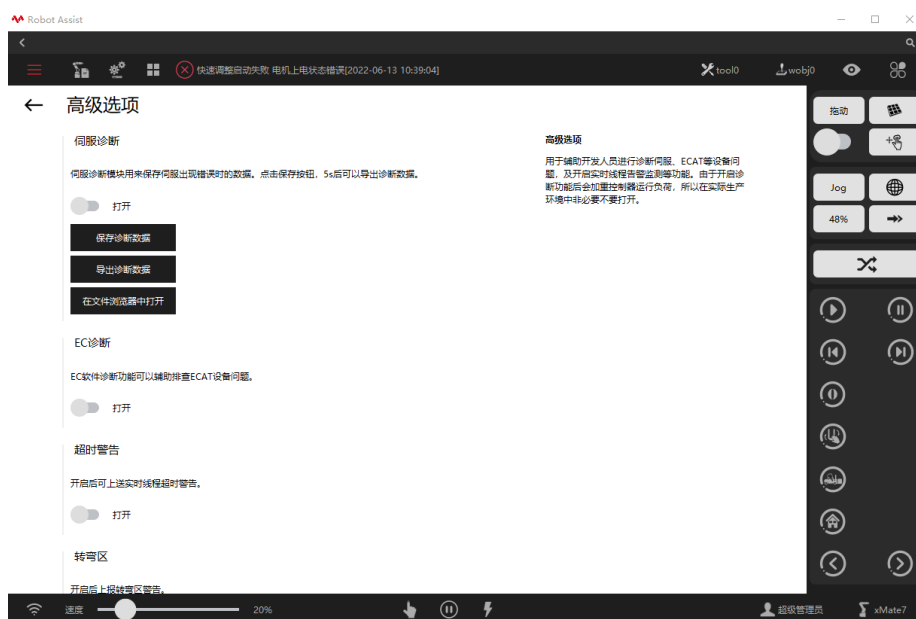 Robot Assist
快速调整启动失败 电机上电状态错误[2022-06-13 10:39:04]
tool0
wobj0
高级选项
伺服诊断
伺服诊断模块用来保存伺服出现错误时的数据。点击保存按钮，5s后可以导出诊断数据。
打开
保存诊断数据
导出诊断数据
在文件浏览器中打开
EC诊断
EC软件诊断功能可以辅助排查ECAT设备问题。
打开
超时警告
开启后可上送实时线程超时警告。
打开
转弯区
开启后上报转弯区警告。
高级选项
用于辅助开发人员进行诊断伺服、ECAT等设备问
题，及开启实时线程告警监测等功能。由于开启诊
断功能后会加重控制器运行负荷，所以在实际生产
环境中非必要不要打开。
拖动
Jog
48%
速度
20%
超级管理员
xMate7